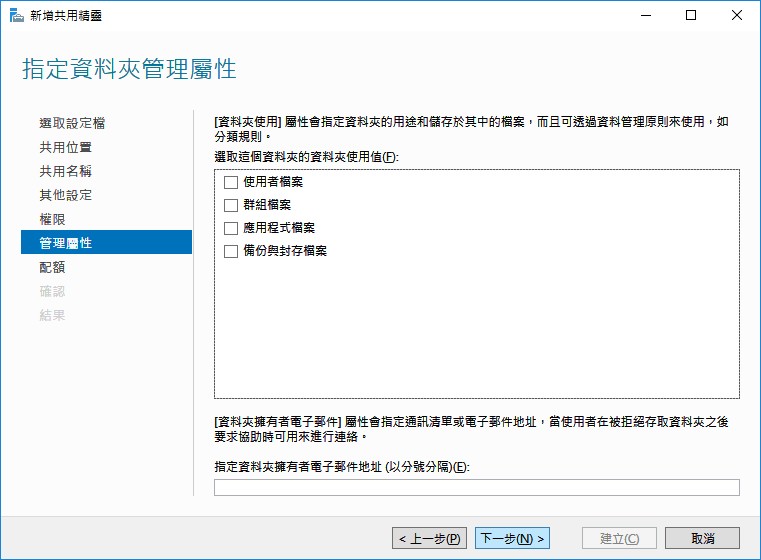 新增共用精靈
指定資料夾管理屬性
選取設定檔
共用位置
共用名稱
其他設定
權限
管理屬性
配額
確認
結果
[資料夾使用] 屬性會指定資料夾的用途和儲存於其中的檔案，而且可透過資料管理原則來使用，如
分類規則。
選取這個資料夾的資料夾使用值(F):
使用者檔案
群組檔案
應用程式檔案
備份與封存檔案
[資料夾擁有者電子郵件] 屬性會指定通訊清單或電子郵件地址，當使用者在被拒絕存取資料夾之後
要求協助時可用來進行連絡。
指定資料夾擁有者電子郵件地址 (以分號分隔)(E):
< 上一步(P)
下一步(N) >
建立(C)
取消